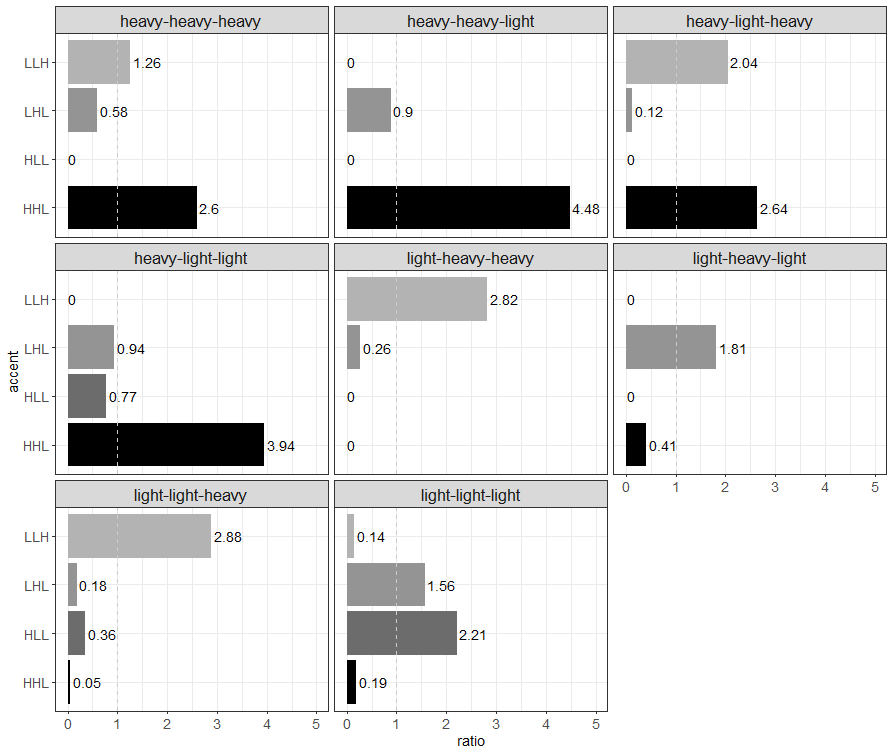 heavy-heavy-heavy heavy-heavy-light heavy-light-heavy
LLH 1.26 0 2.04
LHL 0.58 0.9 0.12
HLL 0 0 0
HHL 2.6 4.48 2.64
heavy-light-light light-heavy-heavy light-heavy-light
LLH 0 2.82 0
LHL 0.94 0.26 1.81
HLL 0.77 0 0
HHL 3.94 0 0.41
0 1 2 3 4 5
accent
light-light-heavy light-light-light
LLH 2.88 0.14
LHL 0.18 1.56
HLL 0.36 2.21
HHL 0.05 0.19
0 1 2 3 4 5 0 1 2 3 4 5
ratio